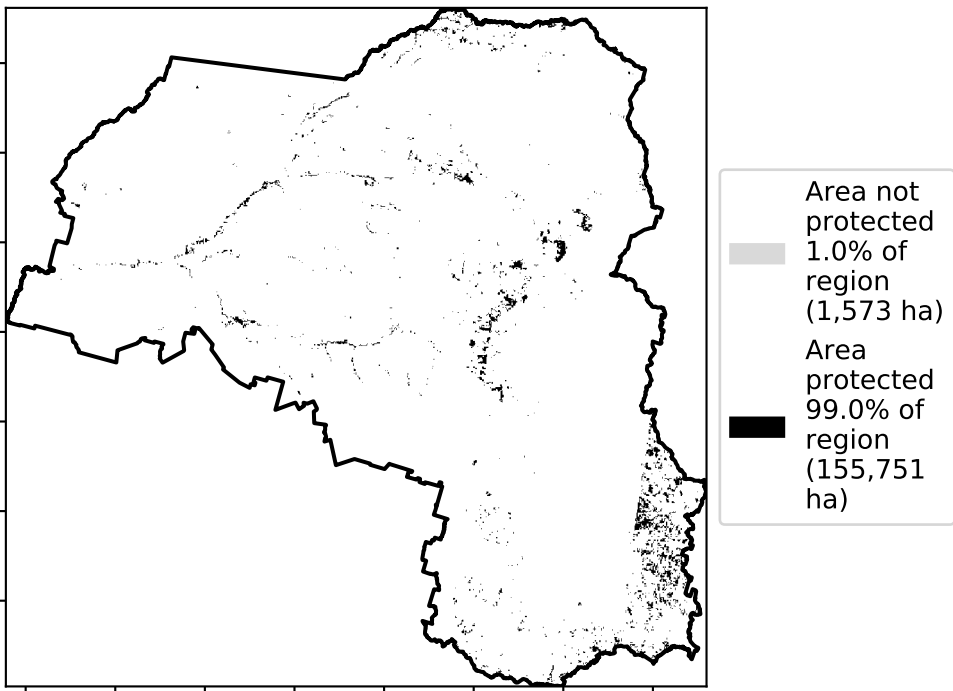 Area not
protected
1.0% of
region
(1,573 ha)
Area
protected
99.0% of
region
(155,751
ha)